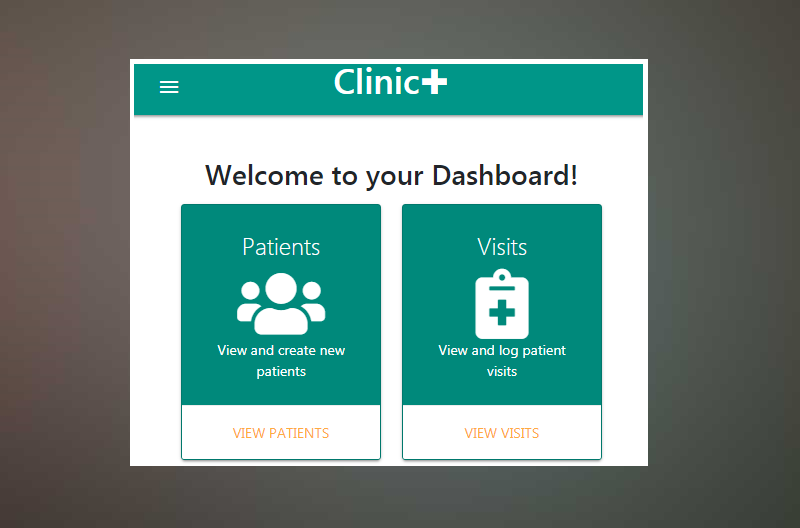 Clinic✚
Welcome to your Dashboard!
Patients
View and create new
patients
VIEW PATIENTS
Visits
View and log patient
visits
VIEW VISITS